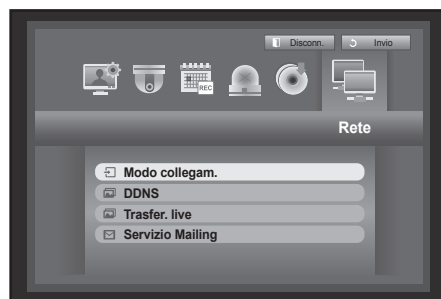 Disconn. Invio
REC
Rete
Modo collegam.
DDNS
Trasfer. live
Servizio Mailing